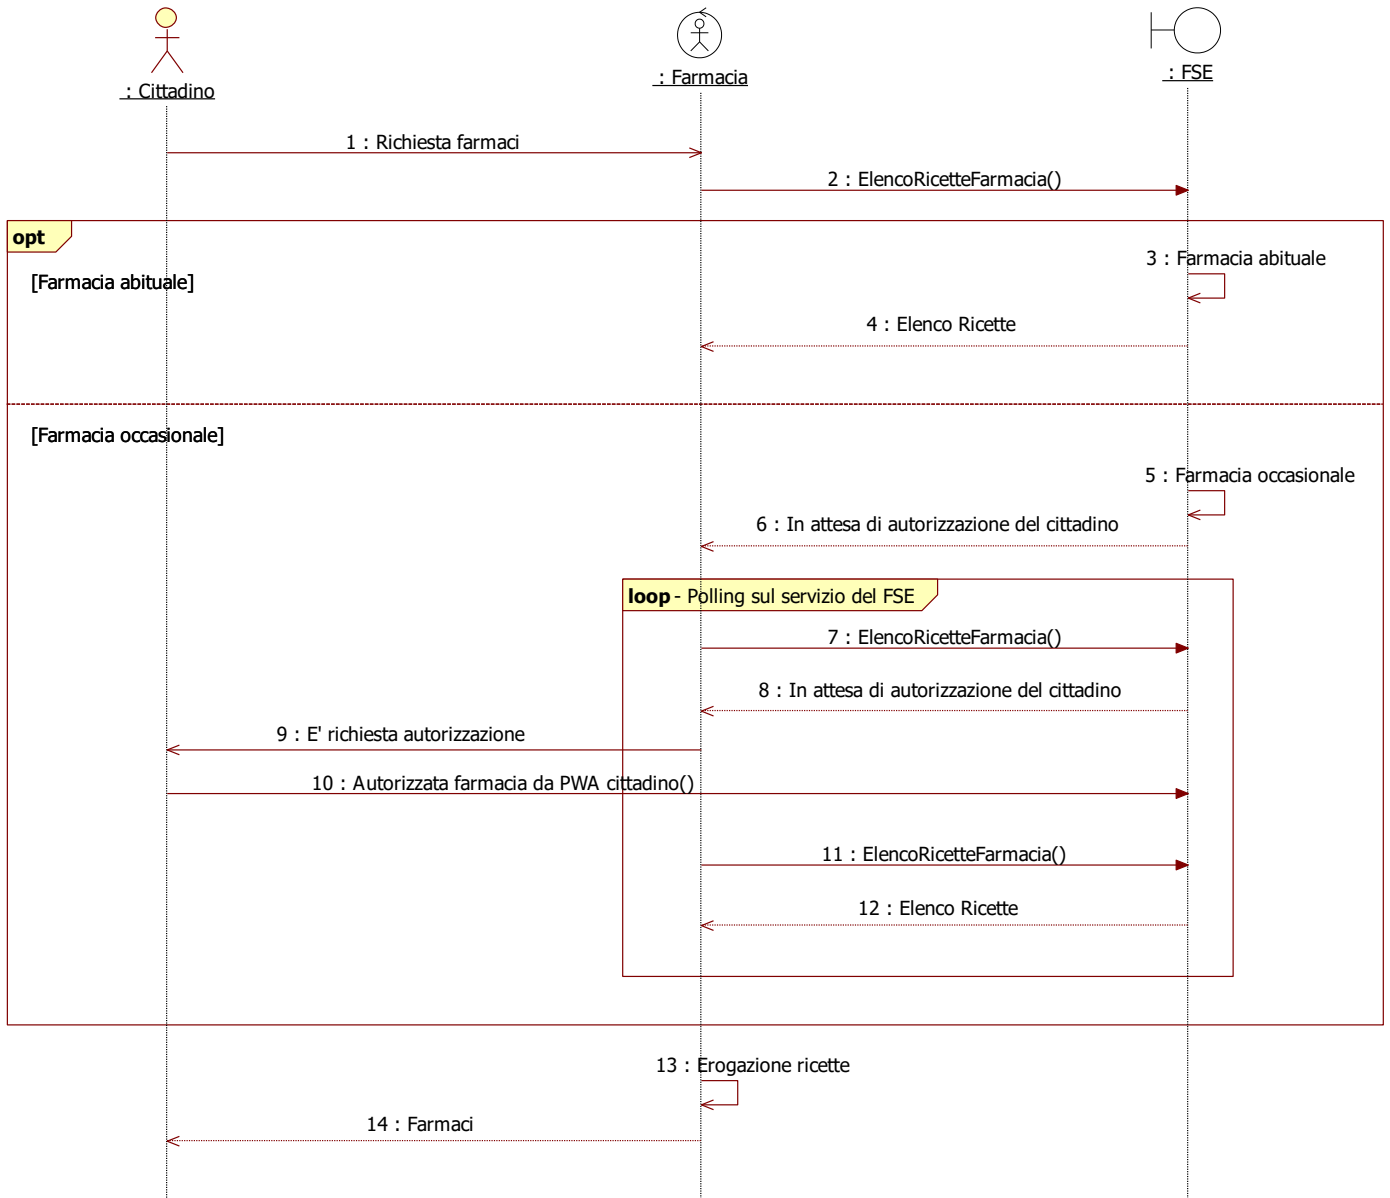 : Cittadino
: Farmacia
: FSE
1 : Richiesta farmaci
2 : ElencoRicetteFarmacia()
opt
3 : Farmacia abituale
[Farmacia abituale]
4 : Elenco Ricette
[Farmacia occasionale]
5 : Farmacia occasionale
6 : In attesa di autorizzazione del cittadino
loop - Polling sul servizio del FSE
7 : ElencoRicetteFarmacia()
8 : In attesa di autorizzazione del cittadino
9 : E' richiesta autorizzazione
10 : Autorizzata farmacia da PWA cittadino()
11 : ElencoRicetteFarmacia()
12 : Elenco Ricette
13 : Erogazione ricette
14 : Farmaci